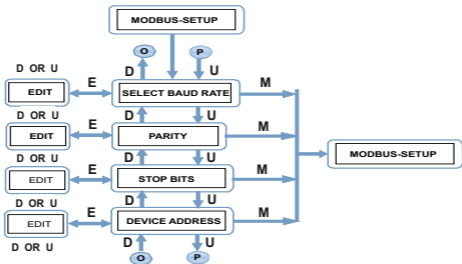 MODBUS-SETUP
O P
D OR U D U
EDIT E SELECT BAUD RATE M
D OR U D U
EDIT E PARITY M
MODBUS-SETUP
D OR U D U
EDIT E STOP BITS M
D OR U D U
EDIT E DEVICE ADDRESS M
D OR U D U
O P